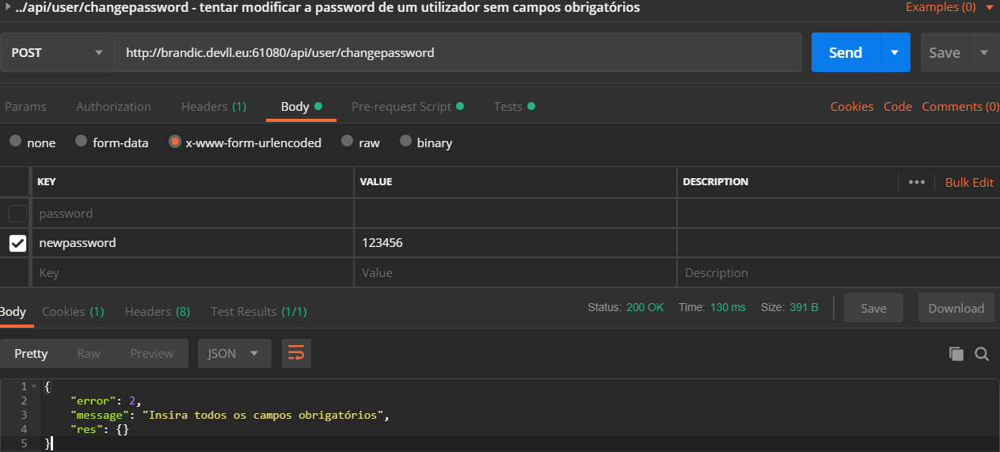 ../api/user/changepassword - tentar modificar a password de um utilizador sem campos obrigatórios Examples (0)
POST http://brandic.devll.eu:61080/api/user/changepassword Send Save
Params Authorization Headers (1) Body Pre-request Script Tests Cookies Code Comments (0)
none form-data x-www-form-urlencoded raw binary
KEY VALUE DESCRIPTION ••• Bulk Edit
password
newpassword 123456
Key Value Description
Body Cookies (1) Headers (8) Test Results (1/1) Status: 200 OK Time: 130 ms Size: 391 B Save Download
Pretty Raw Preview JSON
1 {
2 "error": 2,
3 "message": "Insira todos os campos obrigatórios",
4 "res": {}
5 }